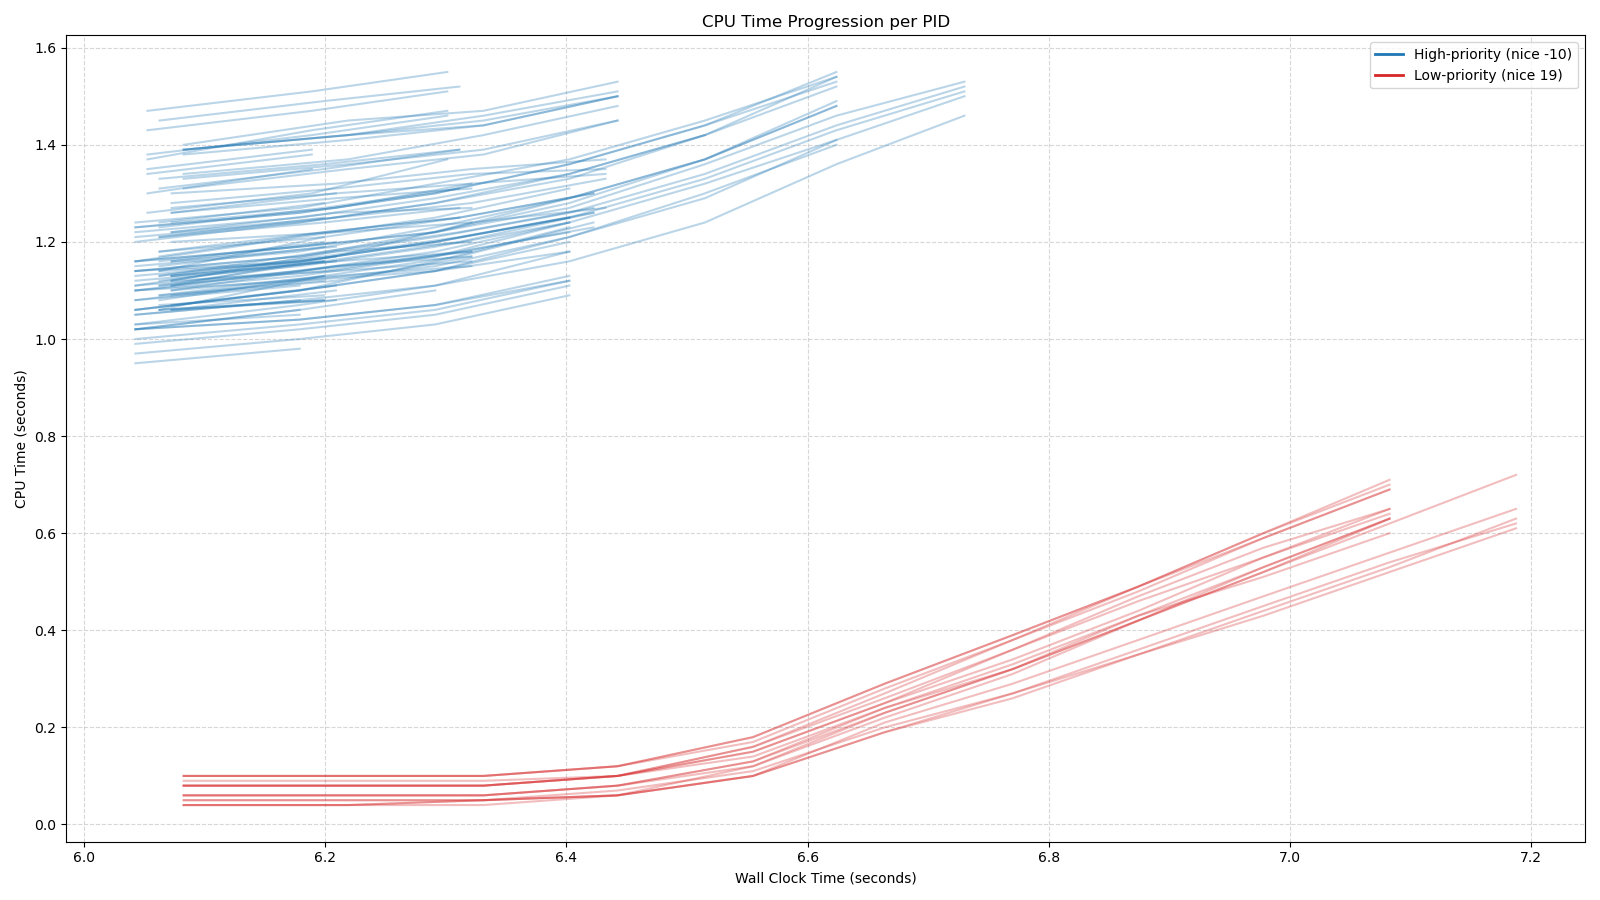 CPU Time Progression per PID
High-priority (nice -10)
Low-priority (nice 19)
CPU Time (seconds)
1.6
1.4
1.2
1.0
0.8
0.6
0.4
0.2
0.0
6.0 6.2 6.4 6.6 6.8 7.0 7.2
Wall Clock Time (seconds)